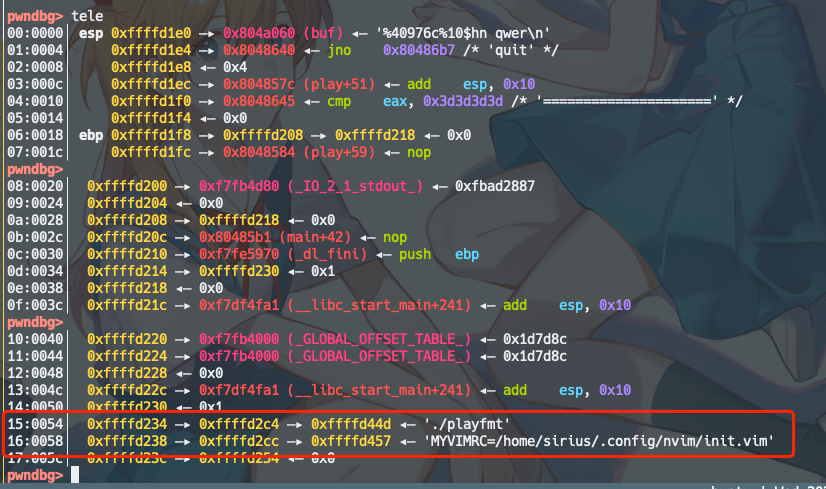 pwndbg> tele
00:0000│ esp 0xffffd1e0 —▸ 0x804a060 (buf) ◂— '%40976c%10$hn qwer\n'
01:0004│     0xffffd1e4 —▸ 0x8048640 ◂— jno    0x80486b7 /* 'quit' */
02:0008│     0xffffd1e8 ◂— 0x4
03:000c│     0xffffd1ec —▸ 0x804857c (play+51) ◂— add    esp, 0x10
04:0010│     0xffffd1f0 —▸ 0x8048645 ◂— cmp    eax, 0x3d3d3d3d /* '=====================' */
05:0014│     0xffffd1f4 ◂— 0x0
06:0018│ ebp 0xffffd1f8 —▸ 0xffffd208 —▸ 0xffffd218 ◂— 0x0
07:001c│     0xffffd1fc —▸ 0x8048584 (play+59) ◂— nop
pwndbg>
08:0020│  0xffffd200 —▸ 0xf7fb4d80 (_IO_2_1_stdout_) ◂— 0xfbad2887
09:0024│  0xffffd204 ◂— 0x0
0a:0028│  0xffffd208 —▸ 0xffffd218 ◂— 0x0
0b:002c│  0xffffd20c —▸ 0x80485b1 (main+42) ◂— nop
0c:0030│  0xffffd210 —▸ 0xf7fe5970 (_dl_fini) ◂— push   ebp
0d:0034│  0xffffd214 —▸ 0xffffd230 ◂— 0x1
0e:0038│  0xffffd218 ◂— 0x0
0f:003c│  0xffffd21c —▸ 0xf7df4fa1 (__libc_start_main+241) ◂— add    esp, 0x10
pwndbg>
10:0040│  0xffffd220 —▸ 0xf7fb4000 (_GLOBAL_OFFSET_TABLE_) ◂— 0x1d7d8c
11:0044│  0xffffd224 —▸ 0xf7fb4000 (_GLOBAL_OFFSET_TABLE_) ◂— 0x1d7d8c
12:0048│  0xffffd228 ◂— 0x0
13:004c│  0xffffd22c —▸ 0xf7df4fa1 (__libc_start_main+241) ◂— add    esp, 0x10
14:0050│  0xffffd230 ◂— 0x1
15:0054│  0xffffd234 —▸ 0xffffd2c4 —▸ 0xffffd44d ◂— './playfmt'
16:0058│  0xffffd238 —▸ 0xffffd2cc —▸ 0xffffd457 ◂— 'MYVIMRC=/home/sirius/.config/nvim/init.vim'
17:005c│  0xffffd23c —▸ 0xffffd254 ◂— 0x0
pwndbg>